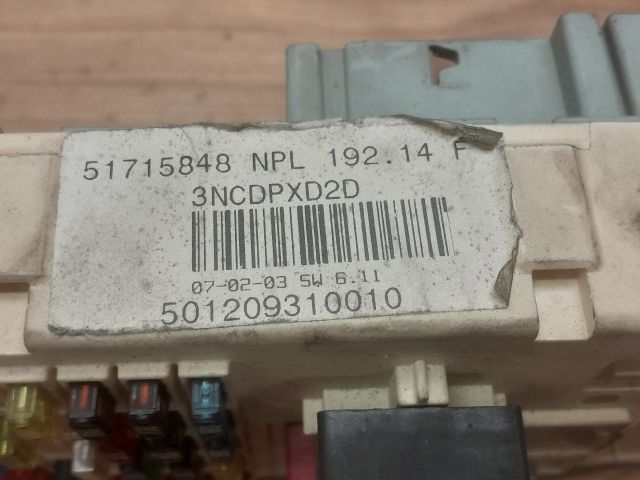 51715848 NPL 192.14 F
3NCDPXD2D
07-02-03 SW 6.11
501209310010